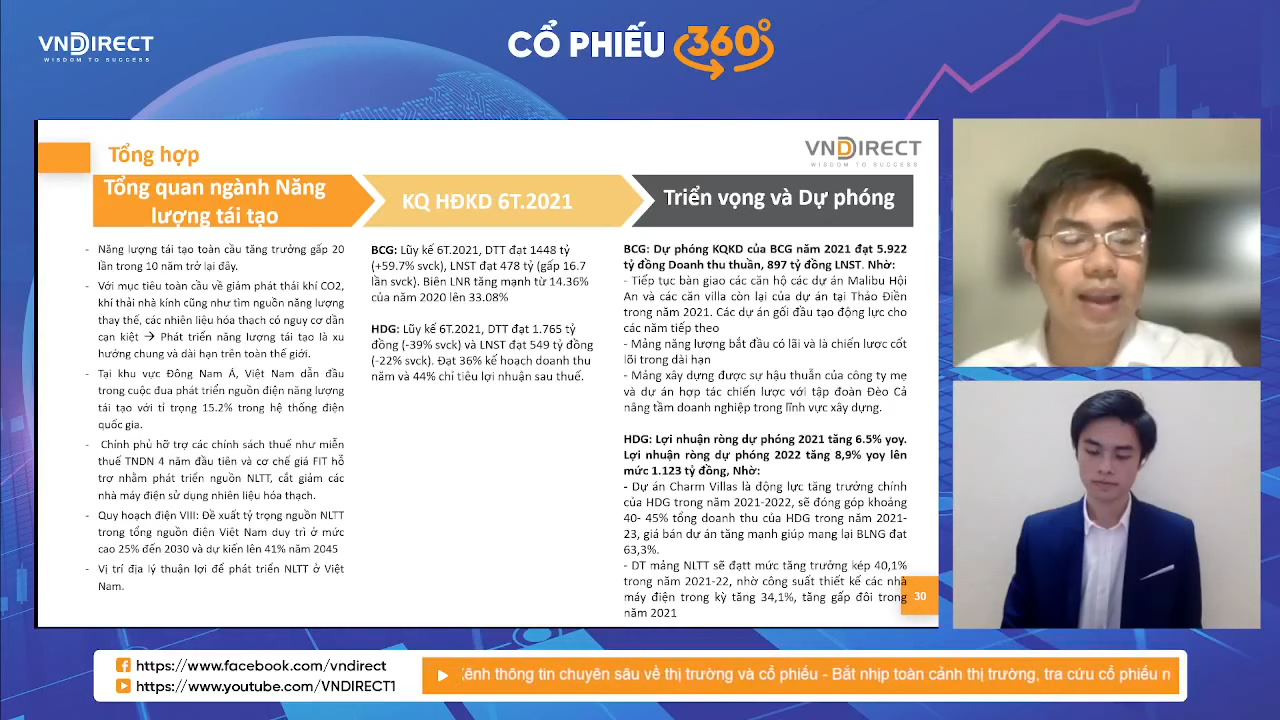 VNDIRECT
WISDOM TO SUCCESS
CỔ PHIẾU 360°
Tổng hợp
VNDIRECT
WISDOM TO SUCCESS
Tổng quan ngành Năng
lượng tái tạo
KQ HĐKD 6T.2021
Triển vọng và Dự phóng
- Năng lượng tái tạo toàn cầu tăng trưởng gấp 20
lần trong 10 năm trở lại đây.
- Với mục tiêu toàn cầu về giảm phát thải khí CO2,
khí thải nhà kính cũng như tìm nguồn năng lượng
thay thế, các nhiên liệu hóa thạch có nguy cơ dần
cạn kiệt → Phát triển năng lượng tái tạo là xu
hướng chung và dài hạn trên toàn thế giới.
- Tại khu vực Đông Nam Á, Việt Nam dẫn đầu
trong cuộc đua phát triển nguồn điện năng lượng
tái tạo với tỉ trọng 15.2% trong hệ thống điện
quốc gia.
- Chính phủ hỡ trợ các chính sách thuế như miễn
thuế TNDN 4 năm đầu tiên và cơ chế giá FIT hỗ
trợ nhằm phát triển nguồn NLTT, cắt giảm các
nhà máy điện sử dụng nhiên liệu hóa thạch.
- Quy hoạch điện VIII: Đề xuất tỷ trọng nguồn NLTT
trong tổng nguồn điện Việt Nam duy trì ở mức
cao 25% đến 2030 và dự kiến lên 41% năm 2045
- Vị trí địa lý thuận lợi để phát triển NLTT ở Việt
Nam.
BCG: Lũy kế 6T.2021, DTT đạt 1448 tỷ
(+59.7% svck), LNST đạt 478 tỷ (gấp 16.7
lần svck). Biên LNR tăng mạnh từ 14.36%
của năm 2020 lên 33.08%
HDG: Lũy kế 6T.2021, DTT đạt 1.765 tỷ
đồng (-39% svck) và LNST đạt 549 tỷ đồng
(-22% svck). Đạt 36% kế hoạch doanh thu
năm và 44% chỉ tiêu lợi nhuận sau thuế.
BCG: Dự phóng KQKD của BCG năm 2021 đạt 5.922
tỷ đồng Doanh thu thuần, 897 tỷ đồng LNST. Nhờ:
- Tiếp tục bàn giao các căn hộ các dự án Malibu Hội
An và các căn villa còn lại của dự án tại Thảo Điền
trong năm 2021. Các dự án gối đầu tạo động lực cho
các năm tiếp theo
- Mảng năng lượng bắt đầu có lãi và là chiến lược cốt
lõi trong dài hạn
- Mảng xây dựng được sự hậu thuẫn của công ty mẹ
và dự án hợp tác chiến lược với tập đoàn Đèo Cả
nâng tầm doanh nghiệp trong lĩnh vực xây dựng.
HDG: Lợi nhuận ròng dự phóng 2021 tăng 6.5% yoy.
Lợi nhuận ròng dự phóng 2022 tăng 8,9% yoy lên
mức 1.123 tỷ đồng, Nhờ:
- Dự án Charm Villas là động lực tăng trưởng chính
của HDG trong năm 2021-2022, sẽ đóng góp khoảng
40- 45% tổng doanh thu của HDG trong năm 2021-
23, giá bán dự án tăng manh giúp mang lại BLNG đạt
63,3%.
- DT mảng NLTT sẽ đạtt mức tăng trưởng kép 40,1%
trong năm 2021-22, nhờ công suất thiết kế các nhà
máy điện trong kỳ tăng 34,1%, tăng gấp đôi trong
năm 2021
30
https://www.facebook.com/vndirect
https://www.youtube.com/VNDIRECT1
Kênh thông tin chuyên sâu về thị trường và cổ phiếu - Bắt nhịp toàn cảnh thị trường, tra cứu cổ phiếu